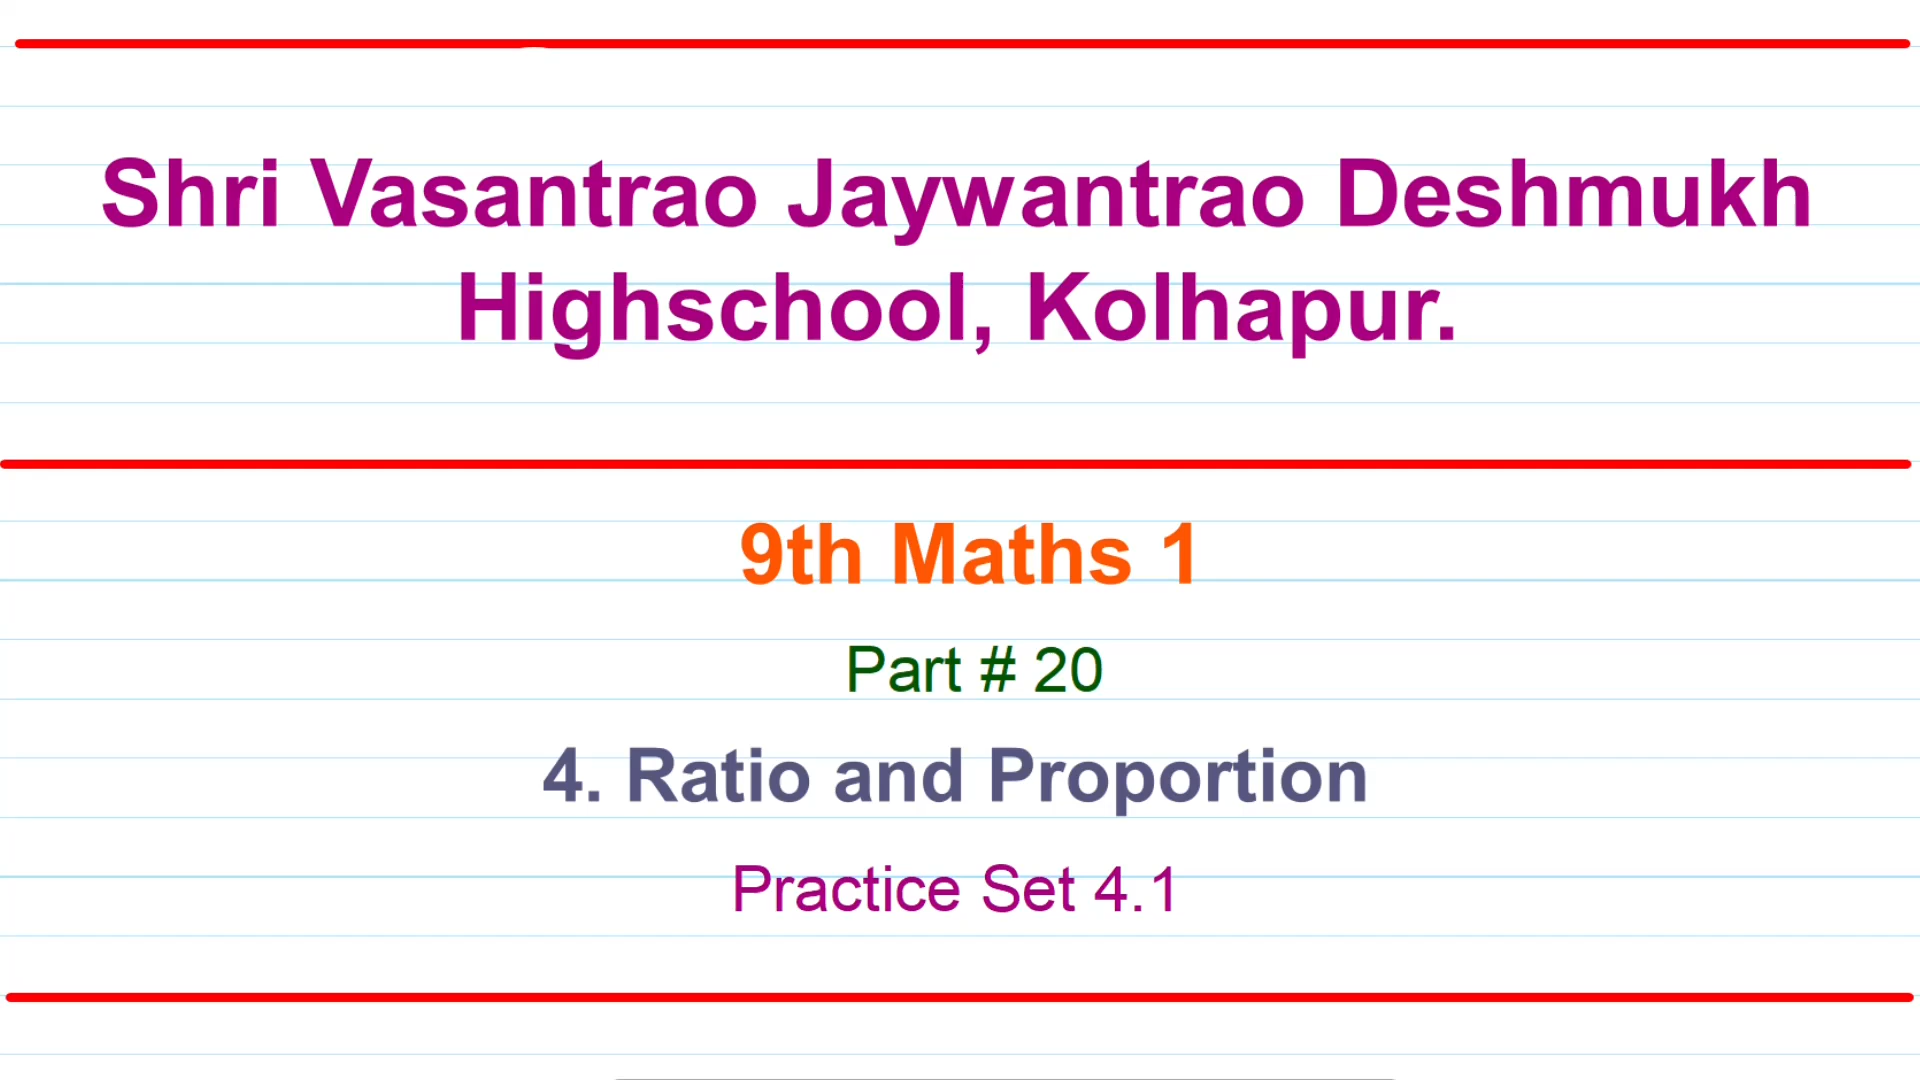 Shri Vasantrao Jaywantrao Deshmukh
Highschool, Kolhapur.
9th Maths 1
Part # 20
4. Ratio and Proportion
Practice Set 4.1